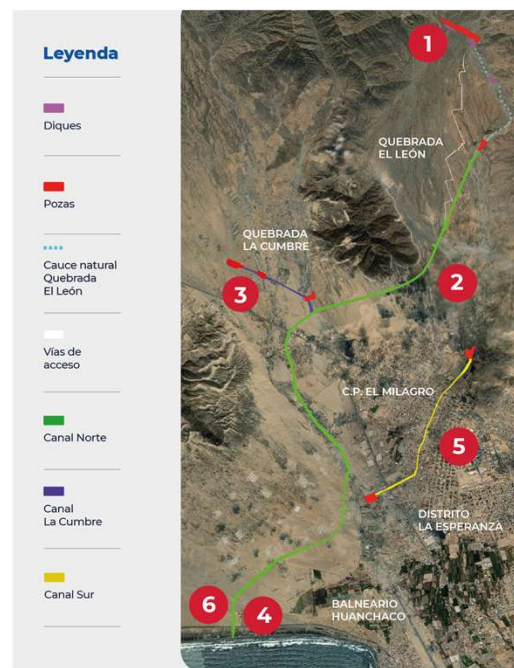 Leyenda
Diques
Pozas
Cauce natural
Quebrada
El León
Vías de
acceso
Canal Norte
Canal
La Cumbre
Canal Sur
1
QUEBRADA
EL LEÓN
QUEBRADA
LA CUMBRE
2
3
C.P. EL MILAGRO
5
DISTRITO
LA ESPERANZA
6
4
BALNEARIO
HUANCHACO